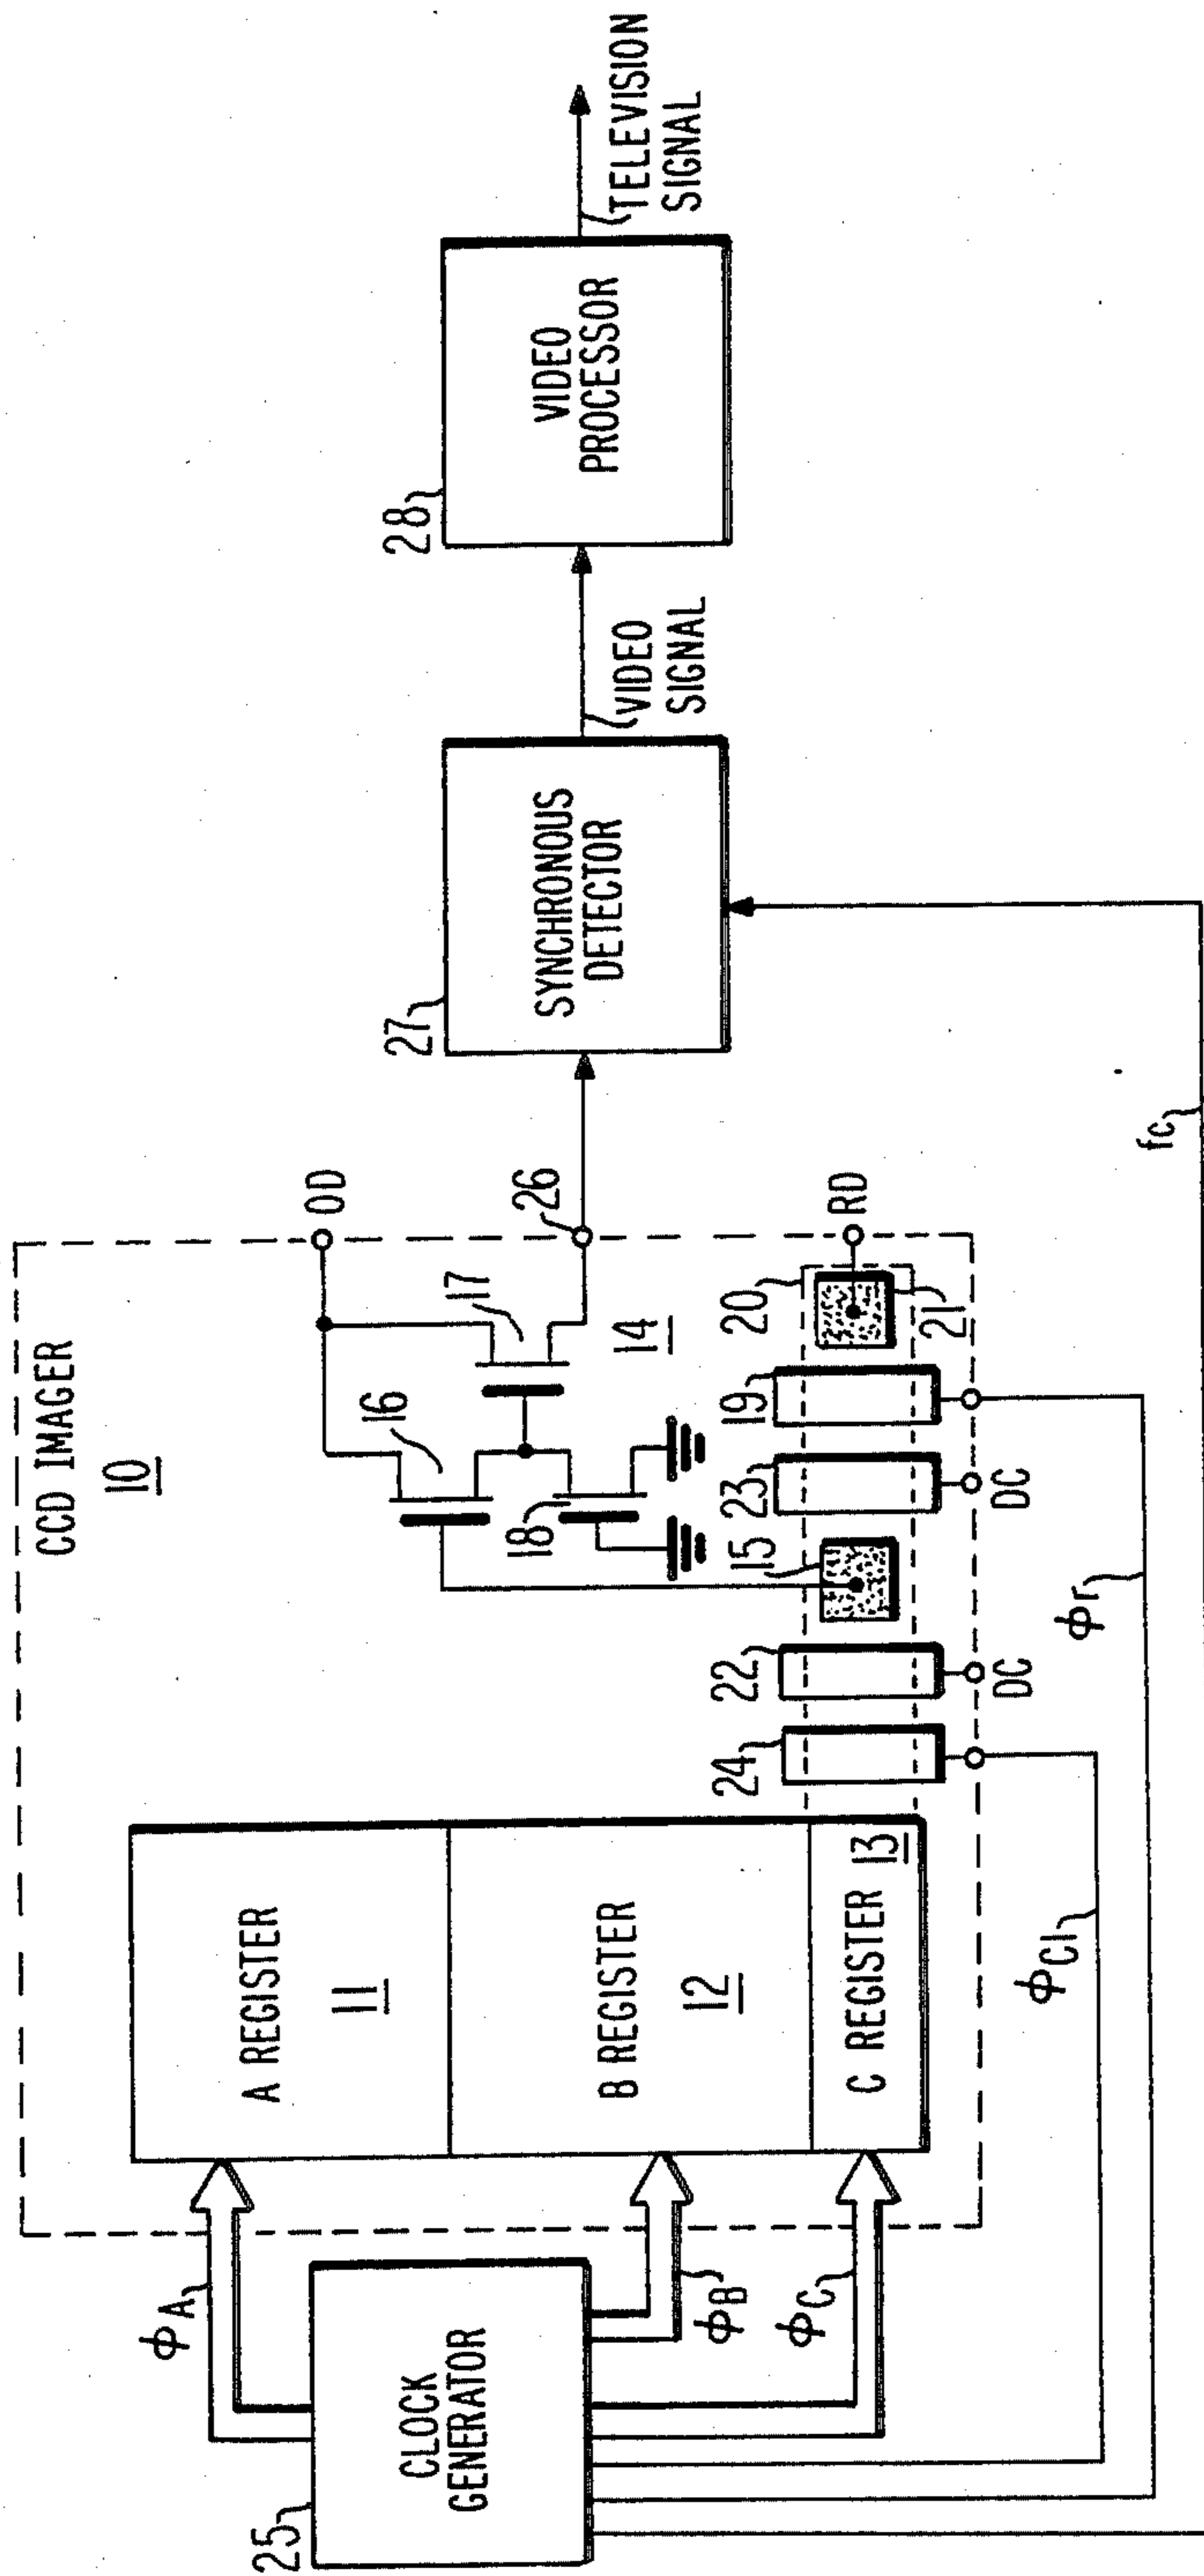 CCD IMAGER
10
A REGISTER
11
B REGISTER
12
C REGISTER
13
CLOCK
GENERATOR
25
ϕA
ϕB
ϕC
ϕCl
ϕr
fc
24
22
15
23
19
20
21
DC
DC
RD
OD
16
17
18
14
26
27
SYNCHRONOUS
DETECTOR
VIDEO
SIGNAL
28
VIDEO
PROCESSOR
TELEVISION
SIGNAL